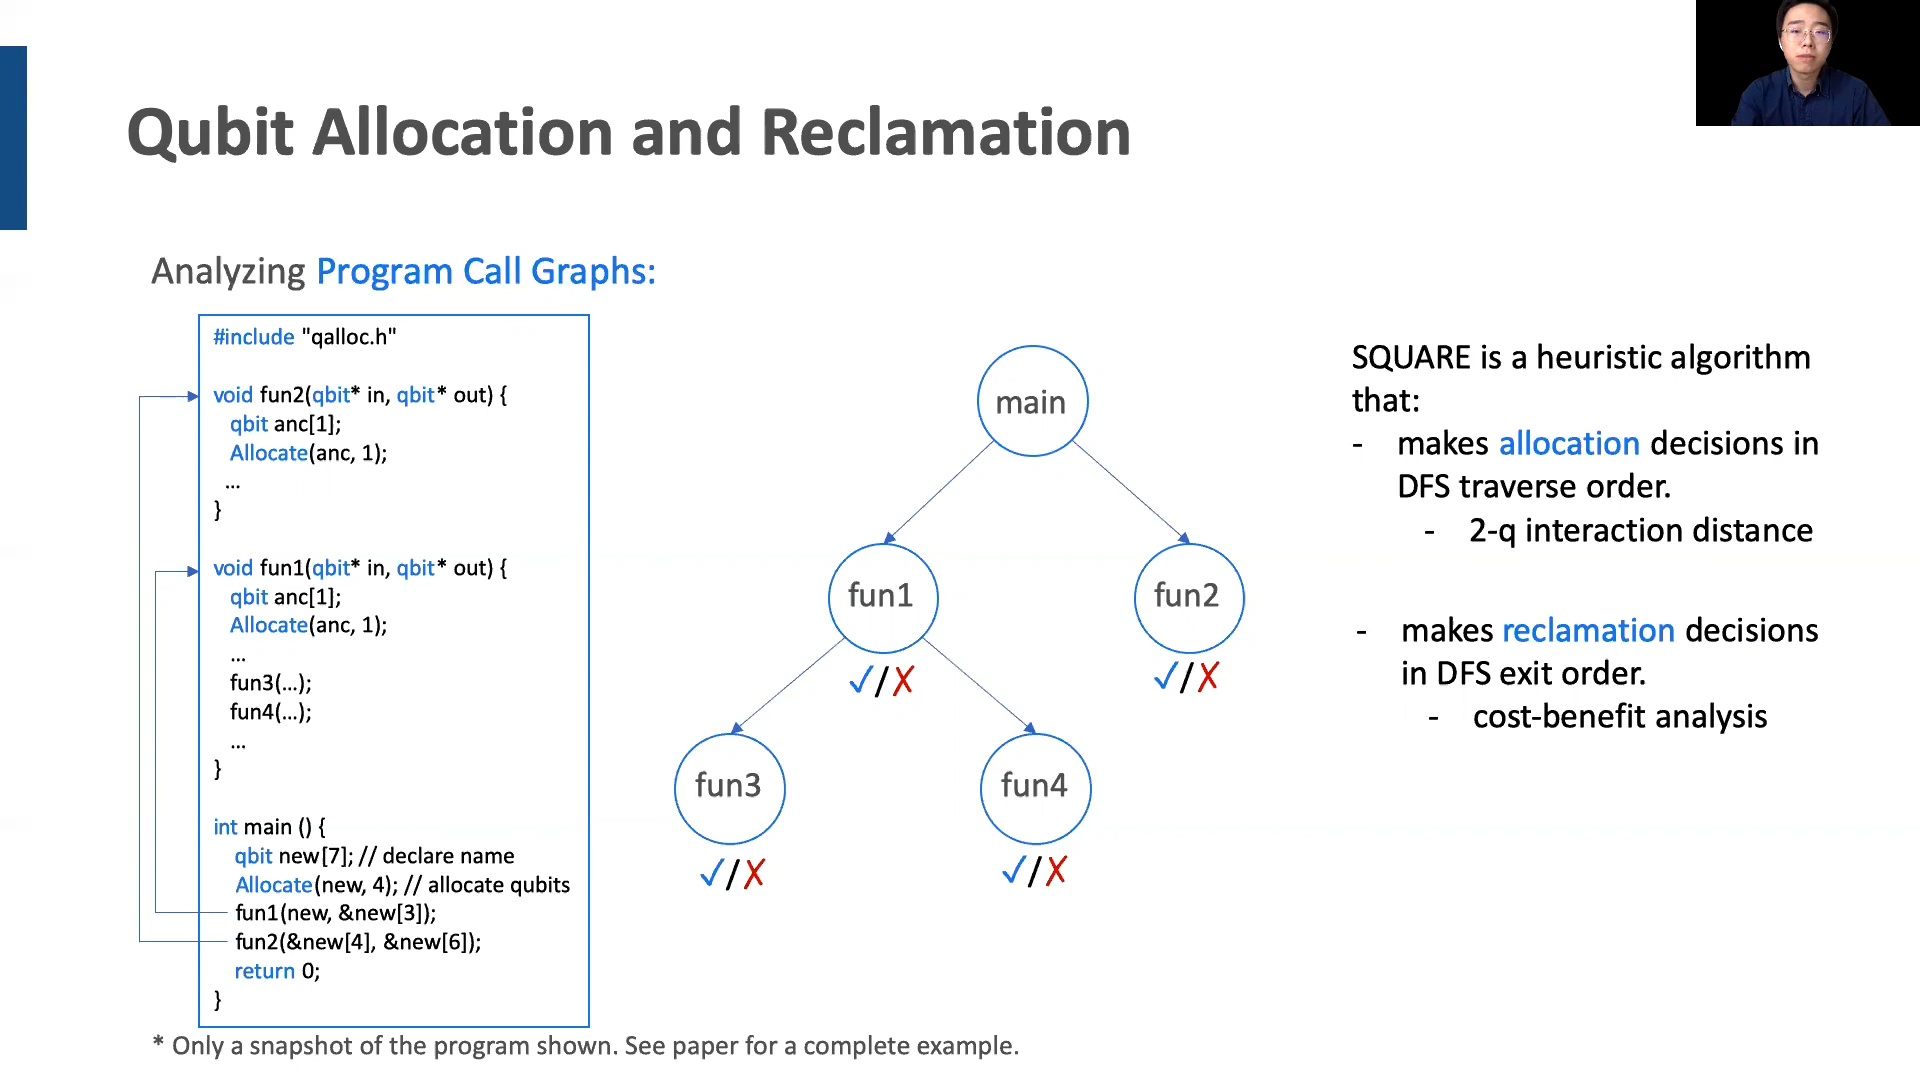 Qubit Allocation and Reclamation
Analyzing Program Call Graphs:
#include "qalloc.h"
void fun2(qbit* in, qbit* out) {
qbit anc[1];
Allocate(anc, 1);
...
}
void fun1(qbit* in, qbit* out) {
qbit anc[1];
Allocate(anc, 1);
...
fun3(...);
fun4(...);
...
}
int main () {
qbit new[7]; // declare name
Allocate(new, 4); // allocate qubits
fun1(new, &new[3]);
fun2(&new[4], &new[6]);
return 0;
}
* Only a snapshot of the program shown. See paper for a complete example.
main
fun1
fun2
✓/✗
✓/✗
fun3
fun4
✓/✗
✓/✗
SQUARE is a heuristic algorithm
that:
- makes allocation decisions in
DFS traverse order.
- 2-q interaction distance
- makes reclamation decisions
in DFS exit order.
- cost-benefit analysis